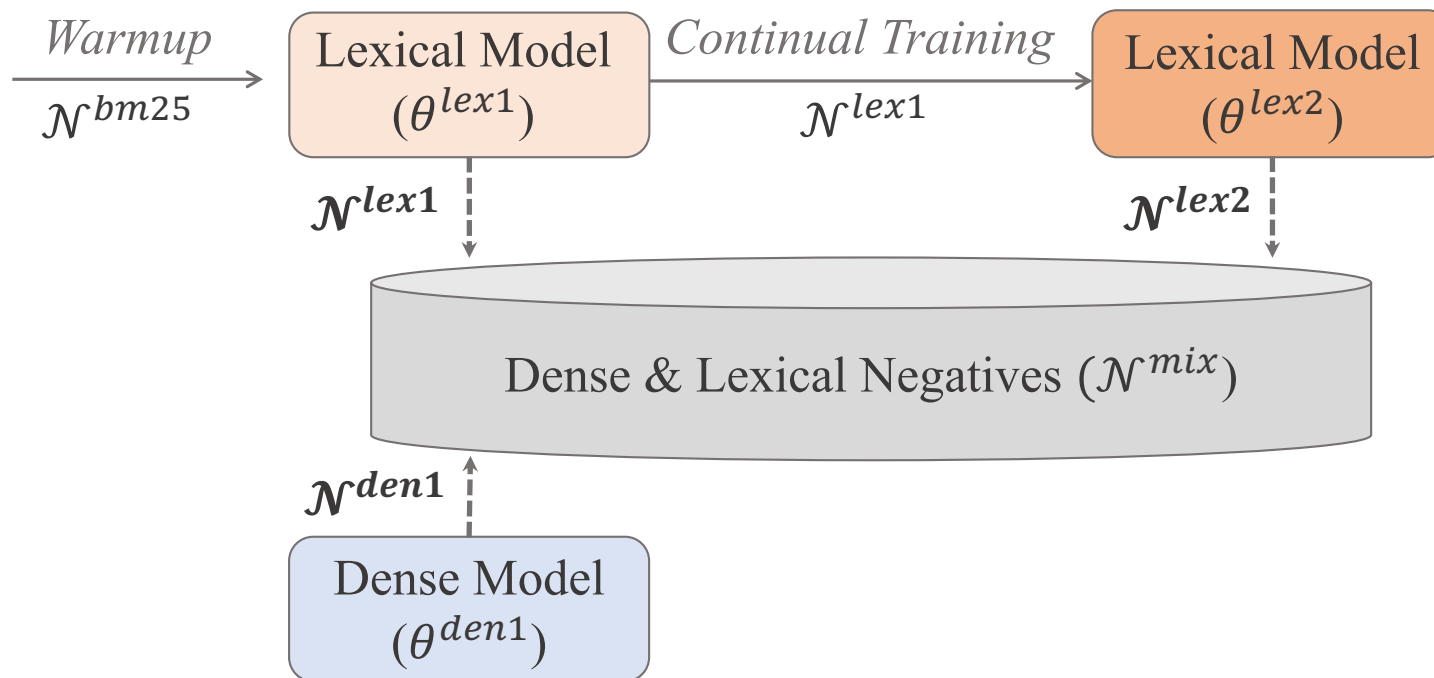 Warmup
𝒩^{bm25}
Lexical Model
(θ^{lex1})
Continual Training
𝒩^{lex1}
Lexical Model
(θ^{lex2})
𝒩^{lex1}
𝒩^{lex2}
Dense & Lexical Negatives (𝒩^{mix})
𝒩^{den1}
Dense Model
(θ^{den1})